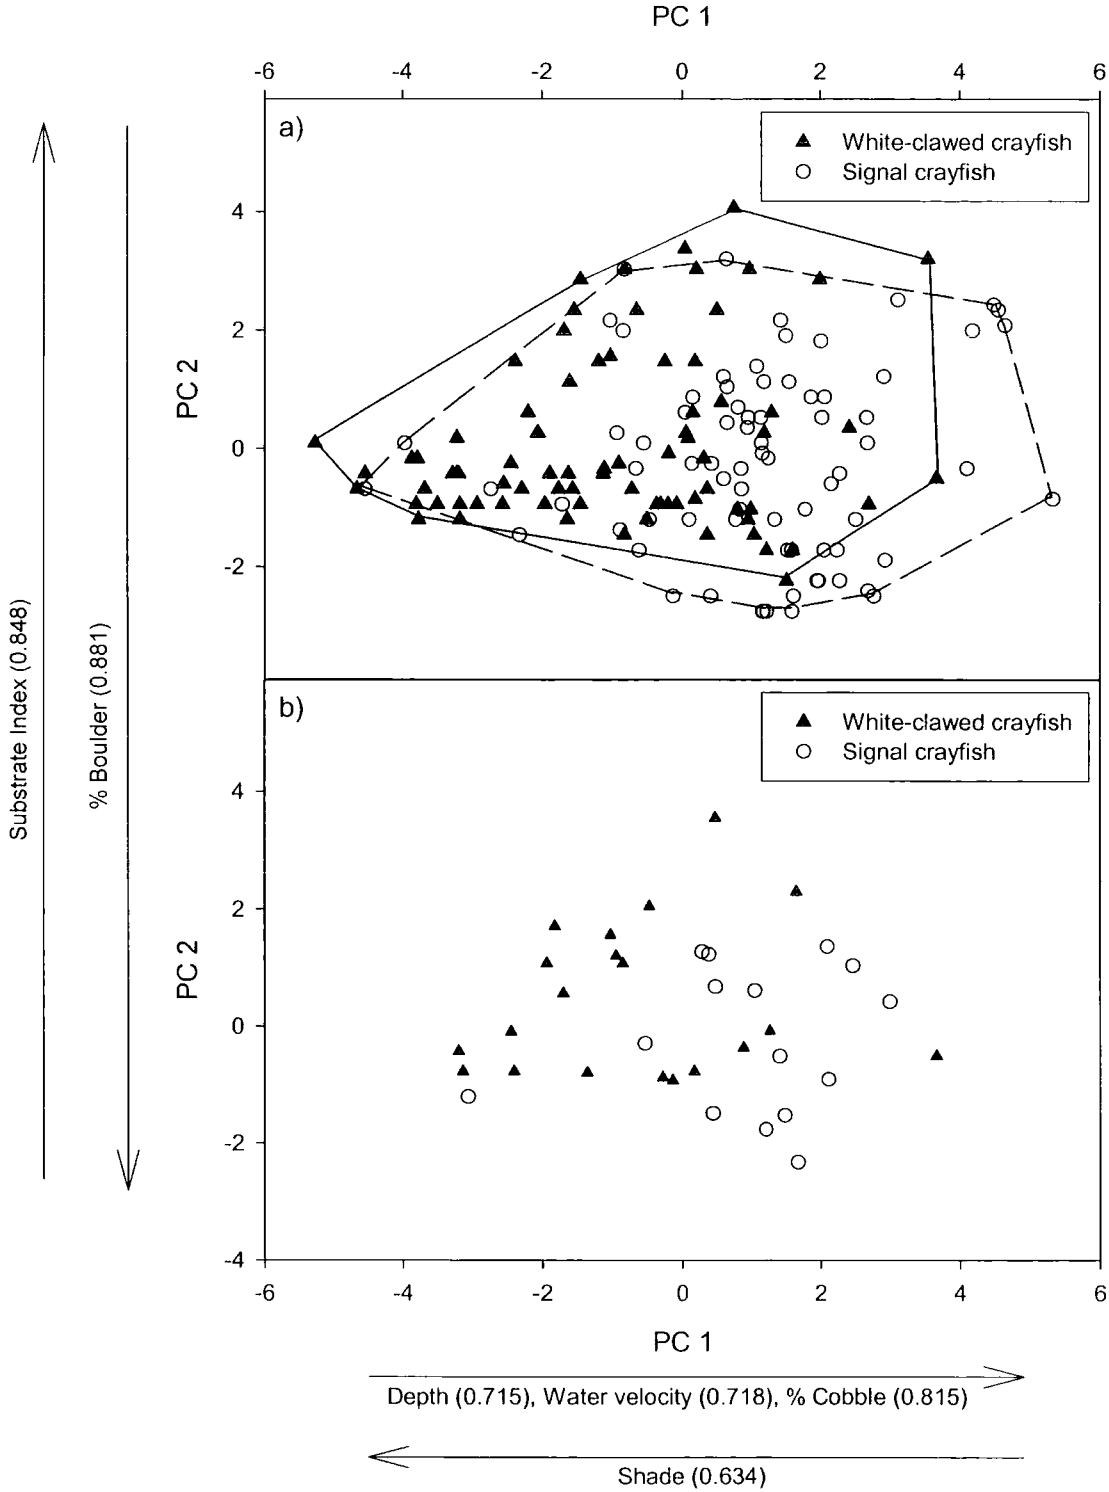 PC 1
-6 -4 -2 0 2 4 6
a)
White-clawed crayfish
Signal crayfish
4
2
0
-2
PC 2
Substrate Index (0.848)
% Boulder (0.881)
b)
White-clawed crayfish
Signal crayfish
4
2
0
-2
-4
PC 2
-6 -4 -2 0 2 4 6
PC 1
Depth (0.715), Water velocity (0.718), % Cobble (0.815)
Shade (0.634)